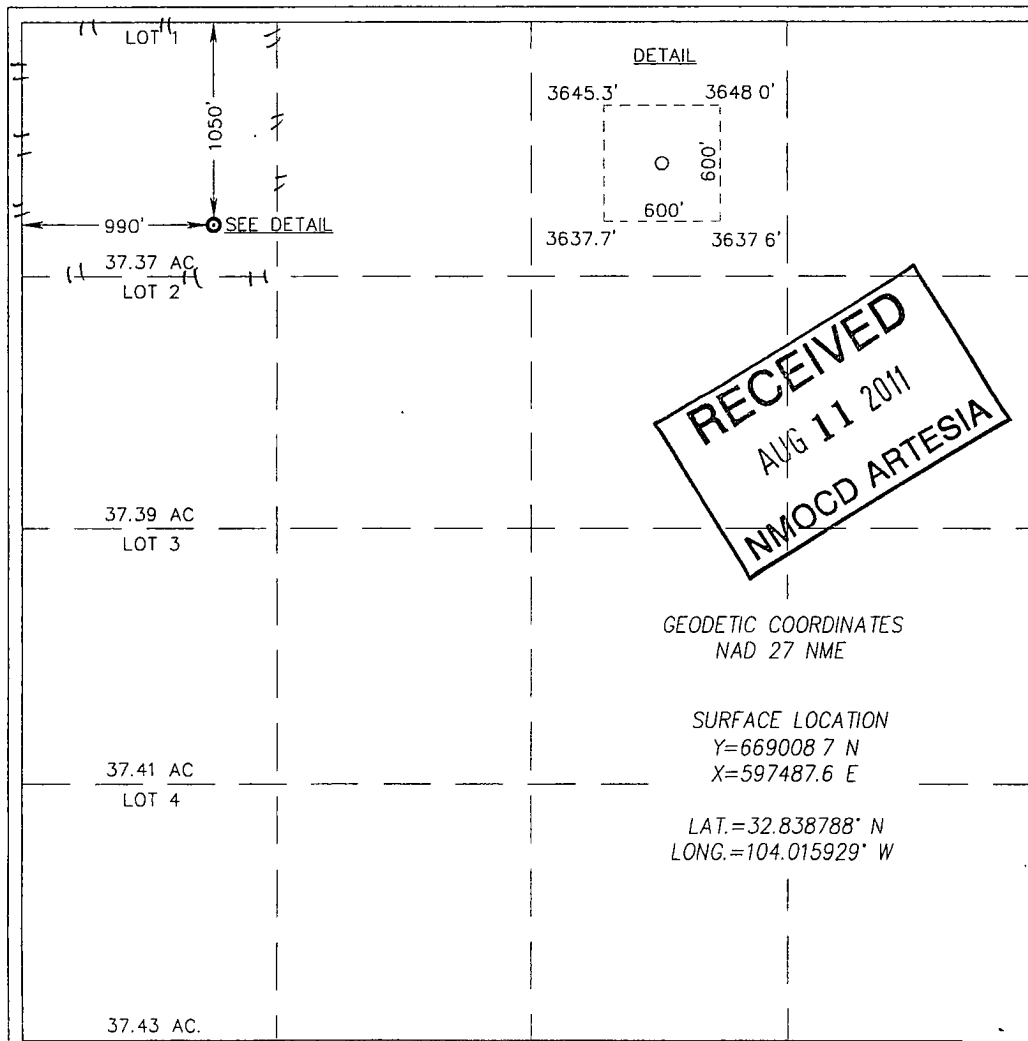 LOT 1
1050'
990'
SEE DETAIL
37.37 AC
LOT 2
DETAIL
3645.3'
3648 0'
600'
600'
3637.7'
3637 6'
RECEIVED
AUG 11 2011
NMOCD ARTESIA
37.39 AC
LOT 3
GEODETIC COORDINATES
NAD 27 NME
SURFACE LOCATION
Y=669008 7 N
X=597487.6 E
LAT.=32.838788° N
LONG.=104.015929° W
37.41 AC
LOT 4
37.43 AC.